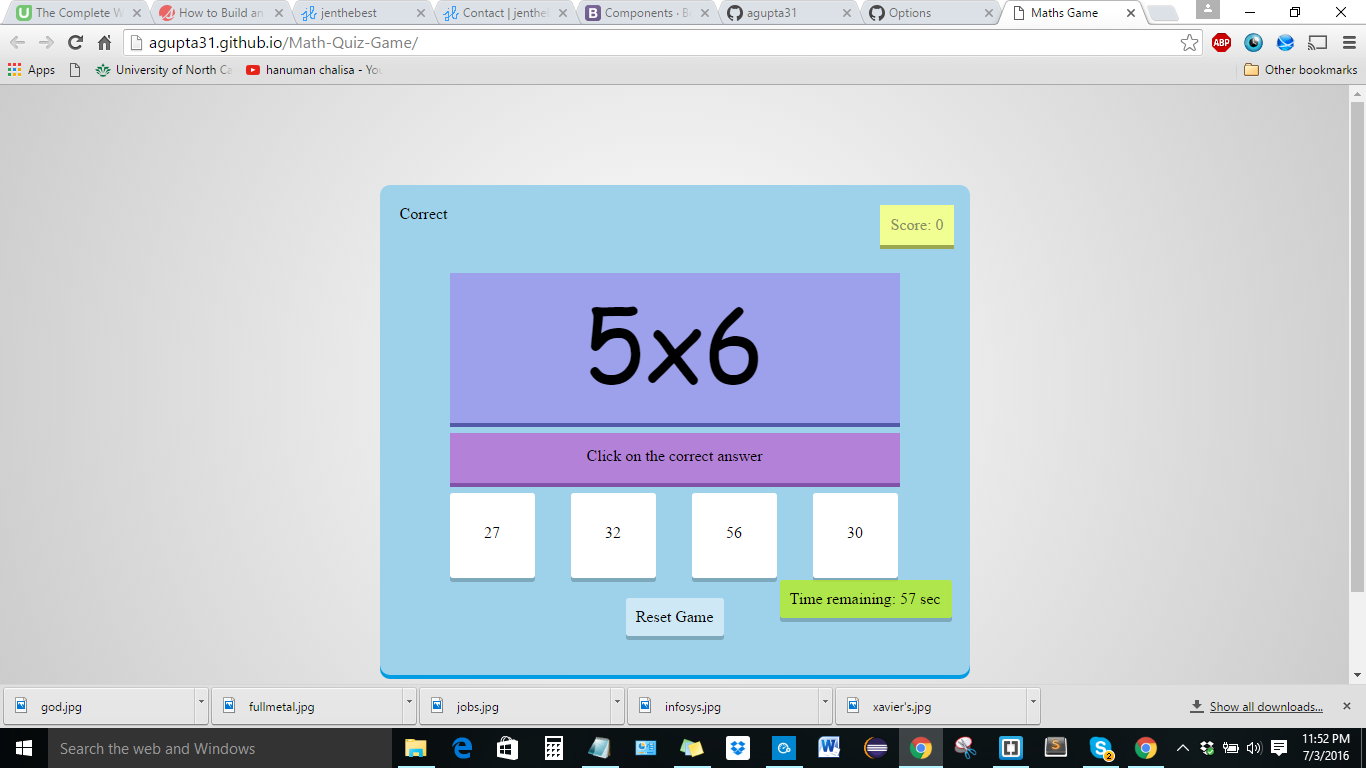 The Complete W
How to Build an
jenthebest
Contact | jenthe
Components · B
agupta31
Options
Maths Game
agupta31.github.io/Math-Quiz-Game/
ABP
Apps
University of North Ca
hanuman chalisa - You
Other bookmarks
Correct
Score: 0
5x6
Click on the correct answer
27 32 56 30
Time remaining: 57 sec
Reset Game
god.jpg
fullmetal.jpg
jobs.jpg
infosys.jpg
xavier's.jpg
Show all downloads...
Search the web and Windows
2
11:52 PM
7/3/2016